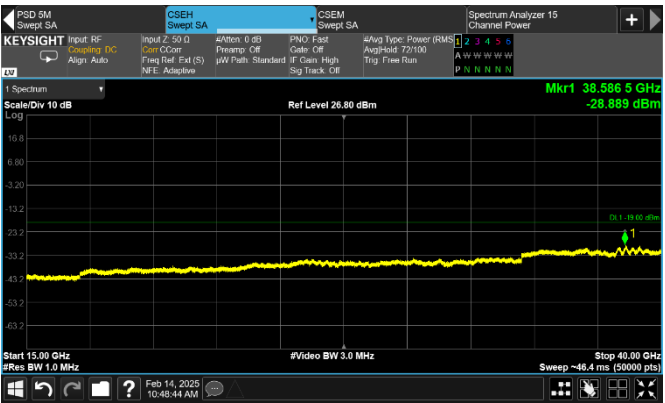 PSD 5M
Swept SA
CSEH
Swept SA
CSEM
Swept SA
Spectrum Analyzer 15
Channel Power
+
KEYSIGHT
LXI
Input: RF
Coupling: DC
Align: Auto
Input Z: 50 Ω
Corr CCorr
Freq Ref: Ext (S)
NFE: Adaptive
#Atten: 0 dB
Preamp: Off
µW Path: Standard
PNO: Fast
Gate: Off
IF Gain: High
Sig Track: Off
#Avg Type: Power (RMS
Avg|Hold: 72/100
Trig: Free Run
1 2 3 4 5 6
A W W W W W
P N N N N N
1 Spectrum
Scale/Div 10 dB
Log
Ref Level 26.80 dBm
Mkr1 38.586 5 GHz
-28.889 dBm
16.8
6.80
-3.20
-13.2
DL1 -19.00 dBm
-23.2
1
-33.2
-43.2
-53.2
-63.2
Start 15.00 GHz
#Res BW 1.0 MHz
#Video BW 3.0 MHz
Stop 40.00 GHz
Sweep ~46.4 ms (50000 pts)
?
Feb 14, 2025
10:48:44 AM